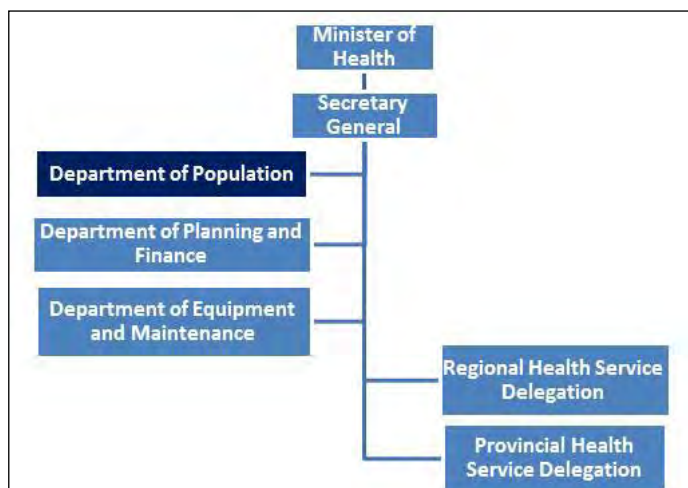 Minister of
Health
Secretary
General
Department of Population
Department of Planning and
Finance
Department of Equipment
and Maintenance
Regional Health Service
Delegation
Provincial Health
Service Delegation